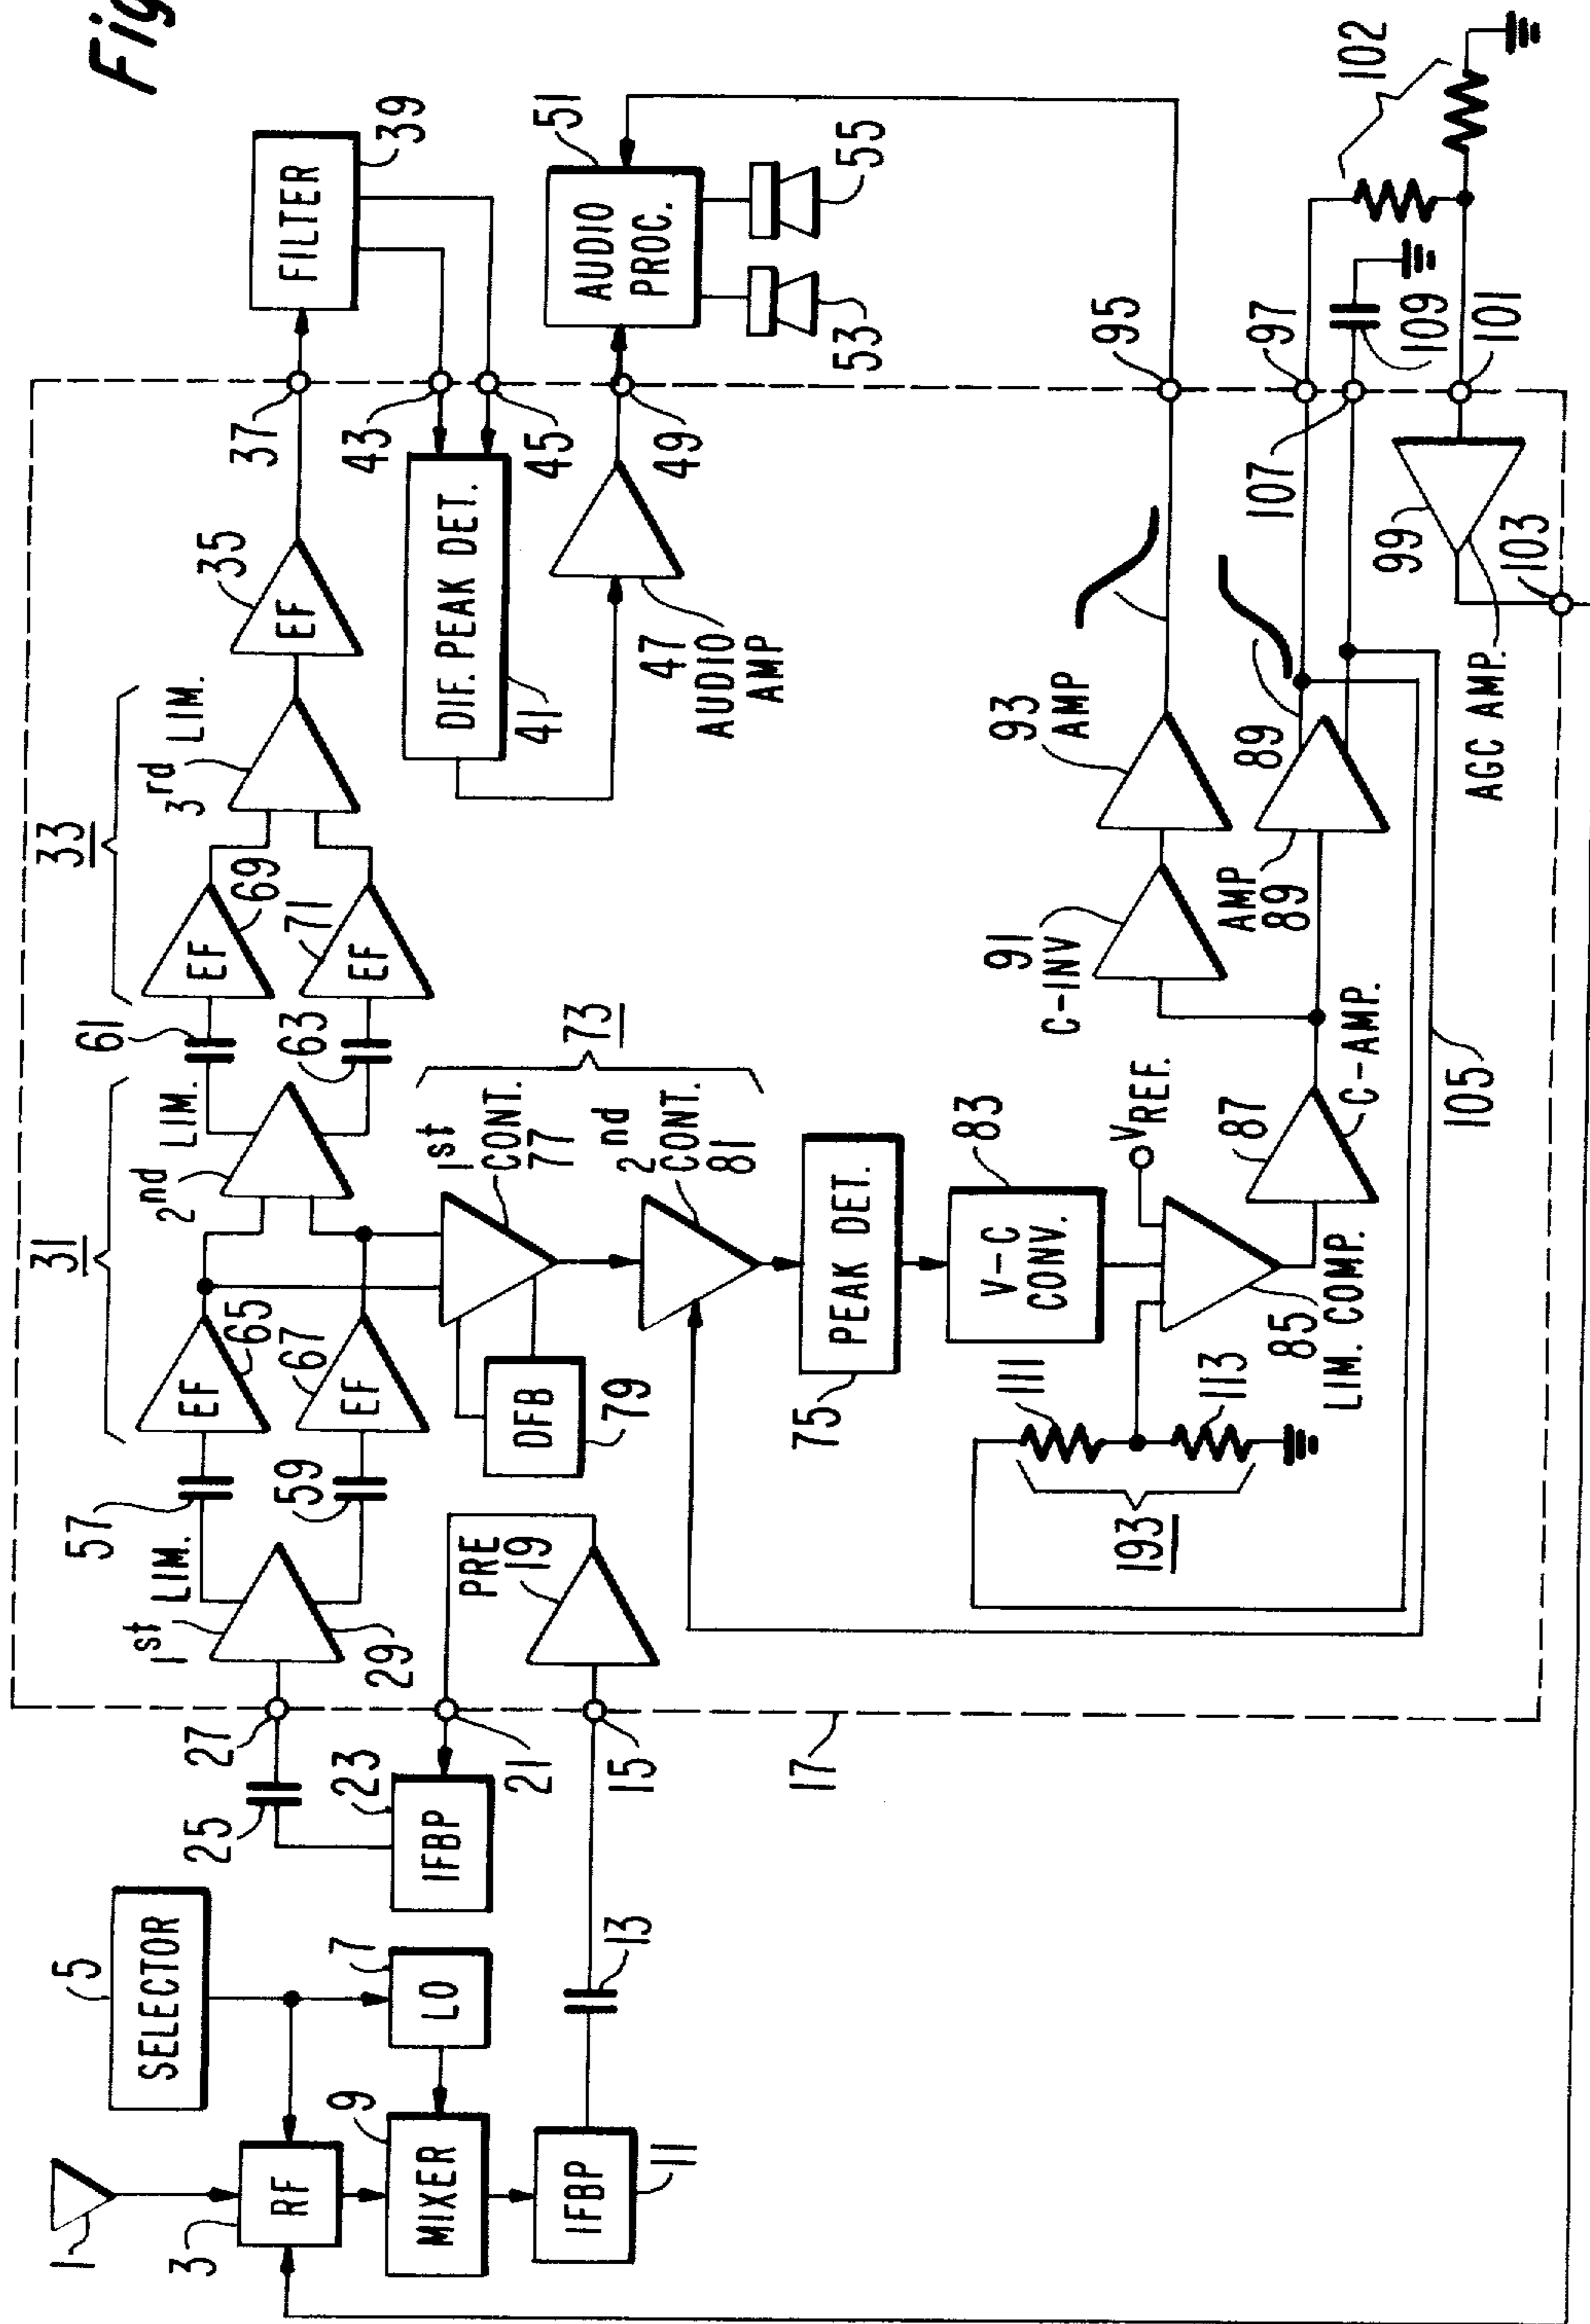 Fig
1
3
RF
5
SELECTOR
7
LO
9
MIXER
IFBP
11
13
15
17
PRE
19
21
23
IFBP
25
27
1st LIM.
29
57
59
31
EF
65
EF
67
2nd LIM.
61
63
33
EF
69
EF
71
3rd LIM.
EF
35
37
FILTER
39
43
45
DIF. PEAK DET.
41
47
AUDIO
AMP
49
AUDIO
PROC.
51
53
55
73
1st
CONT.
77
2nd
CONT.
81
DFB
79
PEAK DET.
75
V-C
CONV.
83
VREF.
85
LIM. COMP.
111
113
193
87
C-AMP.
91
C-INV
93
AMP
95
AMP
89
89
97
107
109
102
101
99
AGC AMP.
103
105